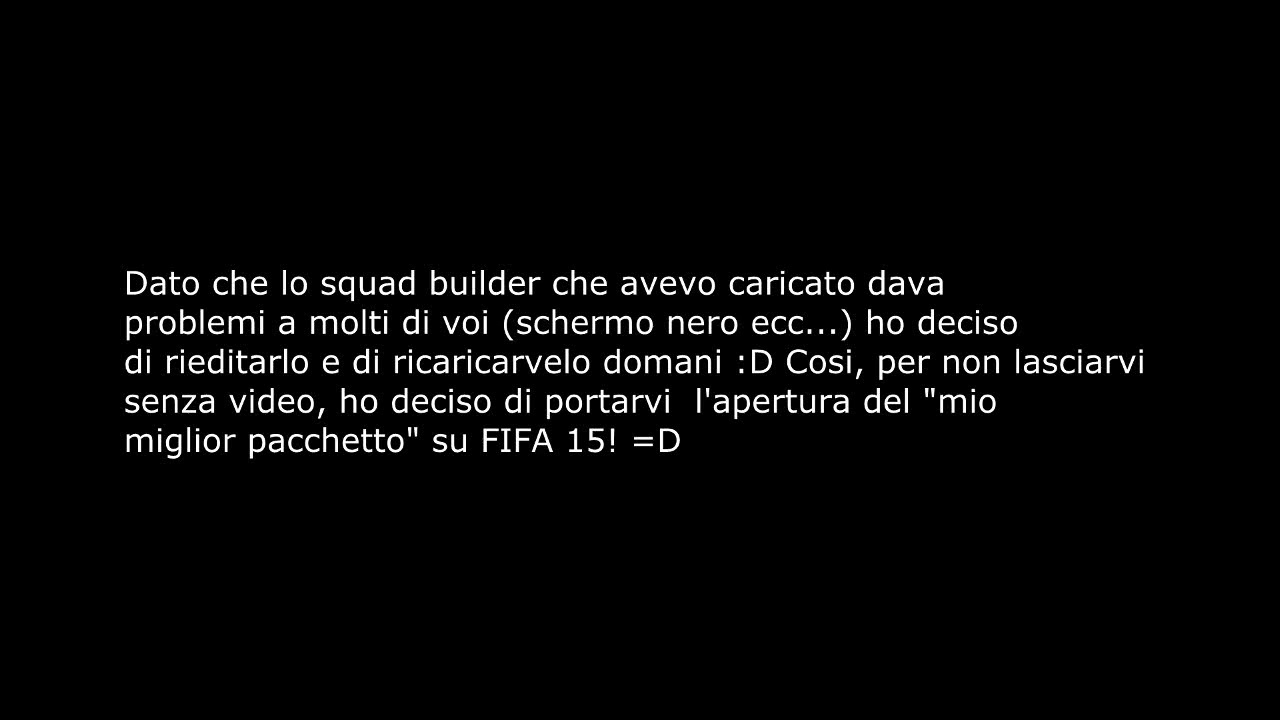 Dato che lo squad builder che avevo caricato dava
problemi a molti di voi (schermo nero ecc...) ho deciso
di rieditarlo e di ricaricarvelo domani :D Cosi, per non lasciarvi
senza video, ho deciso di portarvi  l'apertura del "mio
miglior pacchetto" su FIFA 15! =D